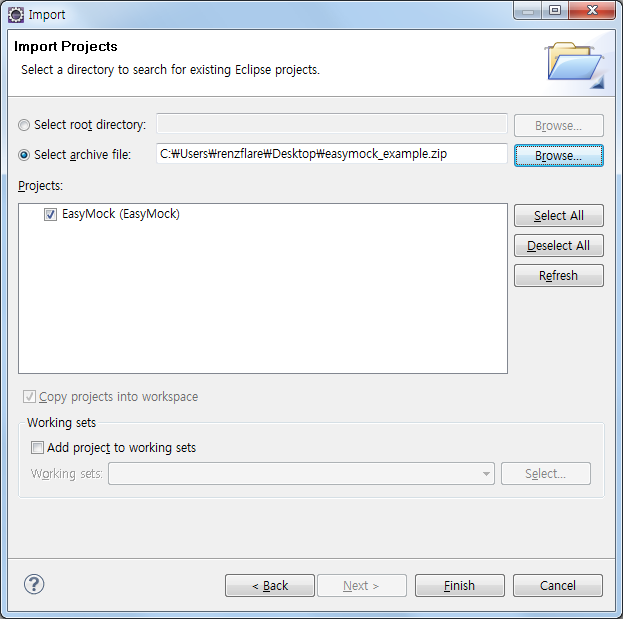 Import
Import Projects
Select a directory to search for existing Eclipse projects.
Select root directory:
Browse...
Select archive file:
C:₩Users₩renzflare₩Desktop₩easymock_example.zip
Browse...
Projects:
EasyMock (EasyMock)
Select All
Deselect All
Refresh
Copy projects into workspace
Working sets
Add project to working sets
Working sets:
Select...
< Back
Next >
Finish
Cancel